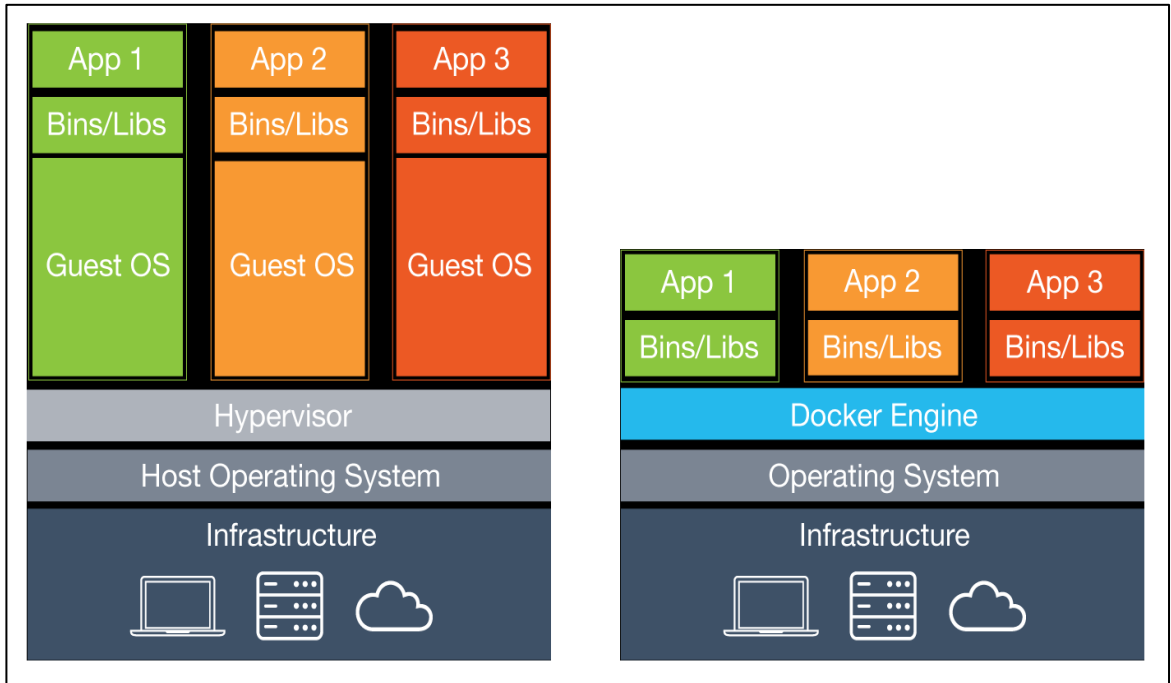 App 1
App 2
App 3
Bins/Libs
Bins/Libs
Bins/Libs
Guest OS
Guest OS
Guest OS
Hypervisor
Host Operating System
Infrastructure
App 1
App 2
App 3
Bins/Libs
Bins/Libs
Bins/Libs
Docker Engine
Operating System
Infrastructure